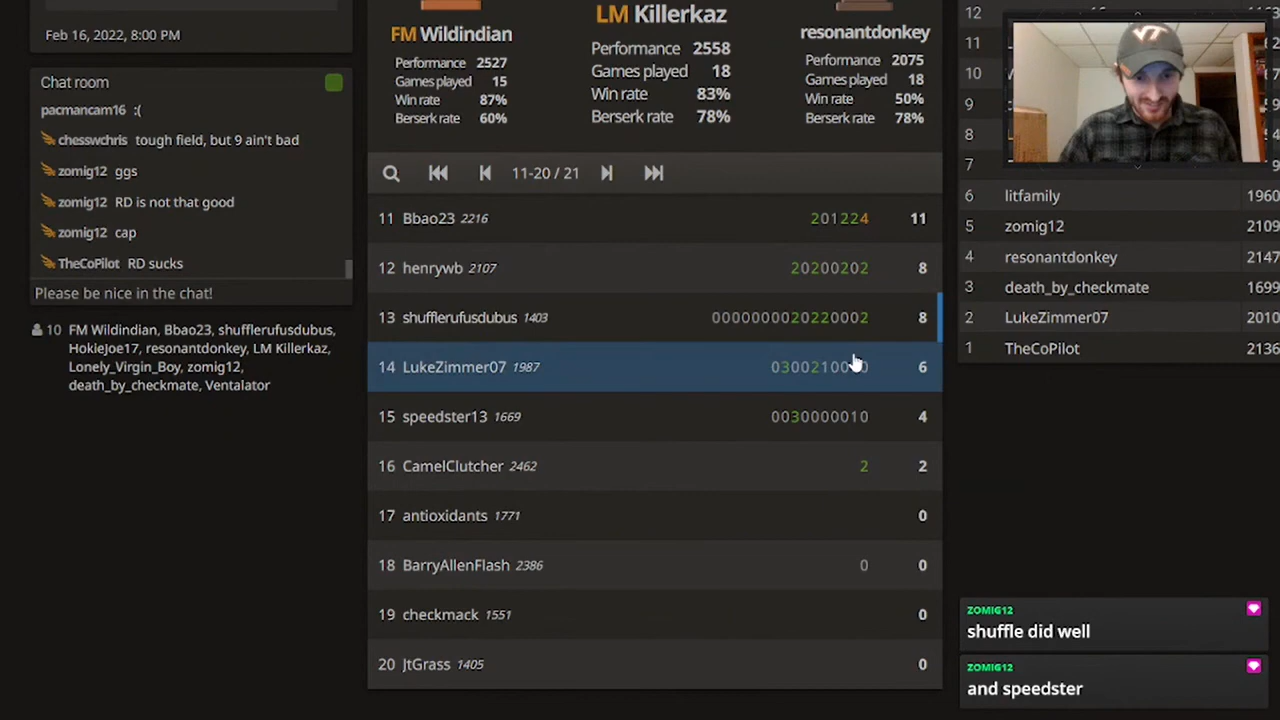 Feb 16, 2022, 8:00 PM
Chat room
pacmancam16 :(
chesswchris tough field, but 9 ain't bad
zomig12 ggs
zomig12 RD is not that good
zomig12 cap
TheCoPilot RD sucks
Please be nice in the chat!
10 FM Wildindian, Bbao23, shufflerufusdubus,
HokieJoe17, resonantdonkey, LM Killerkaz,
Lonely_Virgin_Boy, zomig12,
death_by_checkmate, Ventalator
FM Wildindian
Performance 2527
Games played 15
Win rate 87%
Berserk rate 60%
LM Killerkaz
Performance 2558
Games played 18
Win rate 83%
Berserk rate 78%
resonantdonkey
Performance 2075
Games played 18
Win rate 50%
Berserk rate 78%
11-20 / 21
11 Bbao23 2216 201224 11
12 henrywb 2107 20200202 8
13 shufflerufusdubus 1403 0000000020220002 8
14 LukeZimmer07 1987 6
15 speedster13 1669 0030000010 4
16 CamelClutcher 2462 2 2
17 antioxidants 1771 0
18 BarryAllenFlash 2386 0 0
19 checkmack 1551 0
20 JtGrass 1405 0
12
11
10
9
8
7
6 litfamily 1960
5 zomig12 2109
4 resonantdonkey 2147
3 death_by_checkmate 1699
2 LukeZimmer07 2010
1 TheCoPilot 2136
VT
ZOMIG12
shuffle did well
ZOMIG12
and speedster